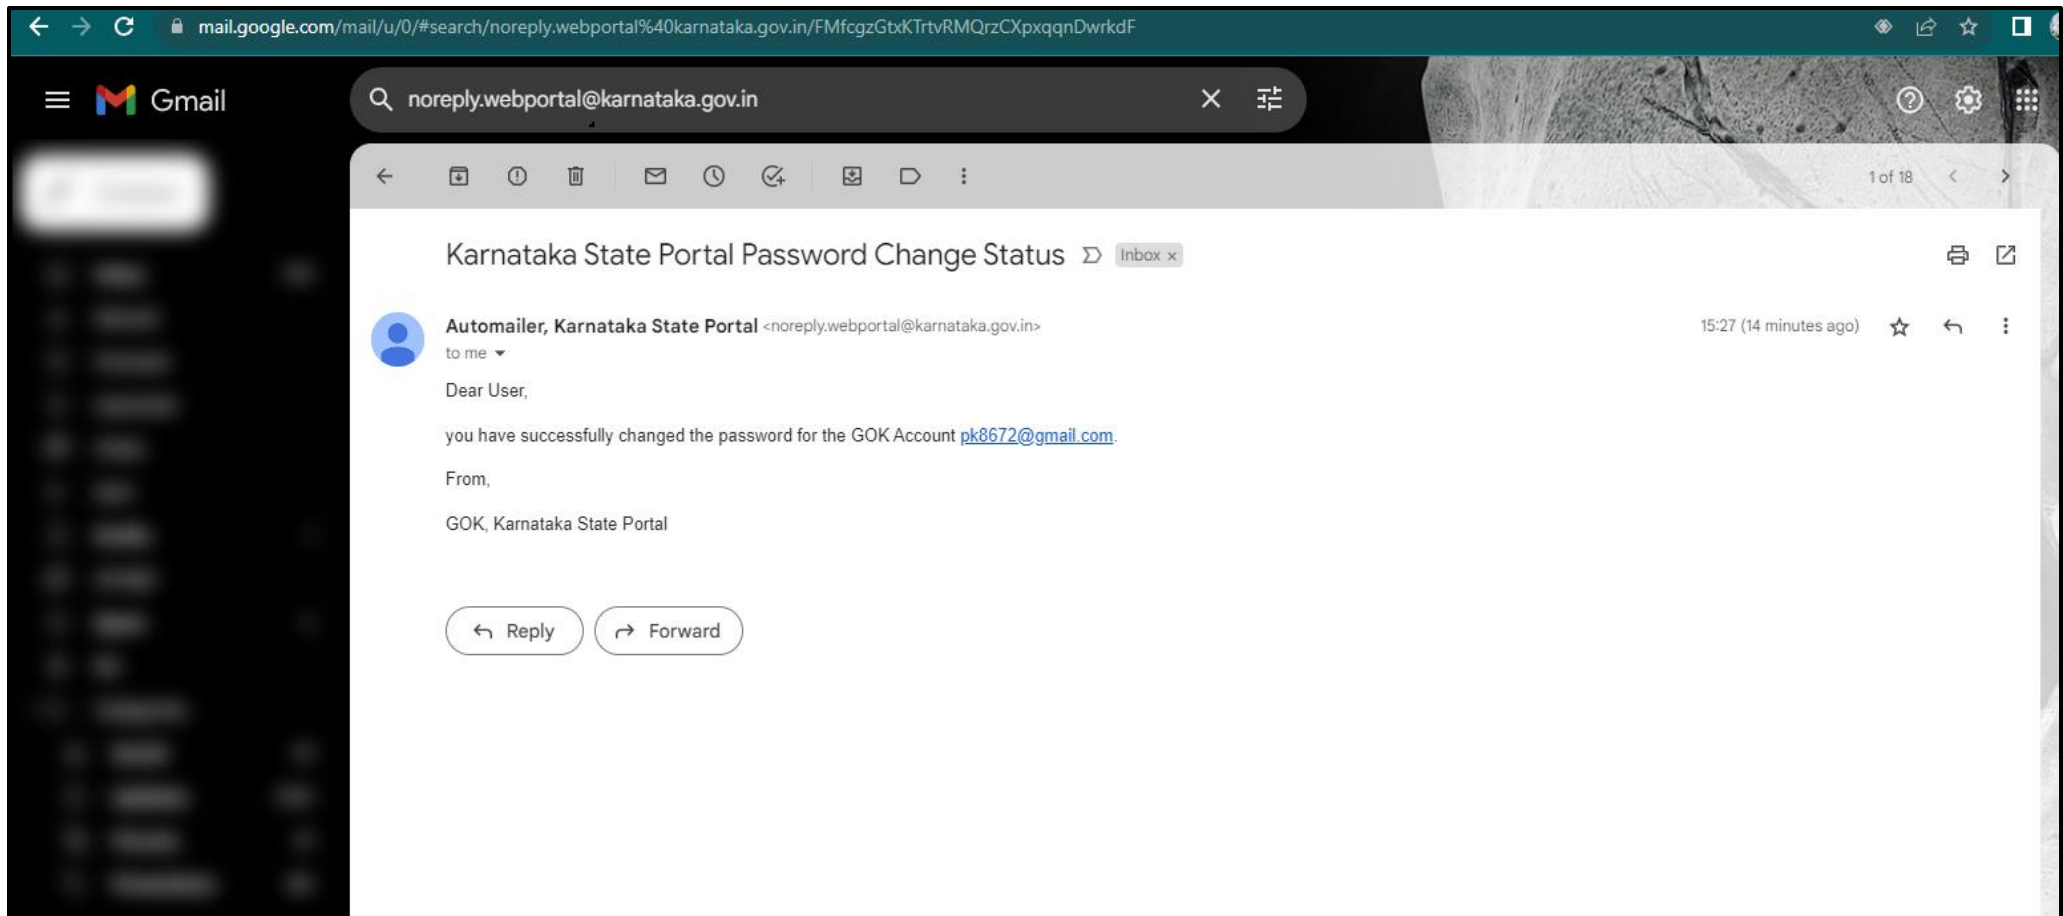 mail.google.com/mail/u/0/#search/noreply.webportal%40karnataka.gov.in/FMfcgzGtxKTrtvRMQrzCXpxqqnDwrkdF
Gmail
noreply.webportal@karnataka.gov.in
1 of 18
Karnataka State Portal Password Change Status Inbox x
Automailer, Karnataka State Portal <noreply.webportal@karnataka.gov.in> 15:27 (14 minutes ago)
to me
Dear User,
you have successfully changed the password for the GOK Account pk8672@gmail.com.
From,
GOK, Karnataka State Portal
Reply Forward